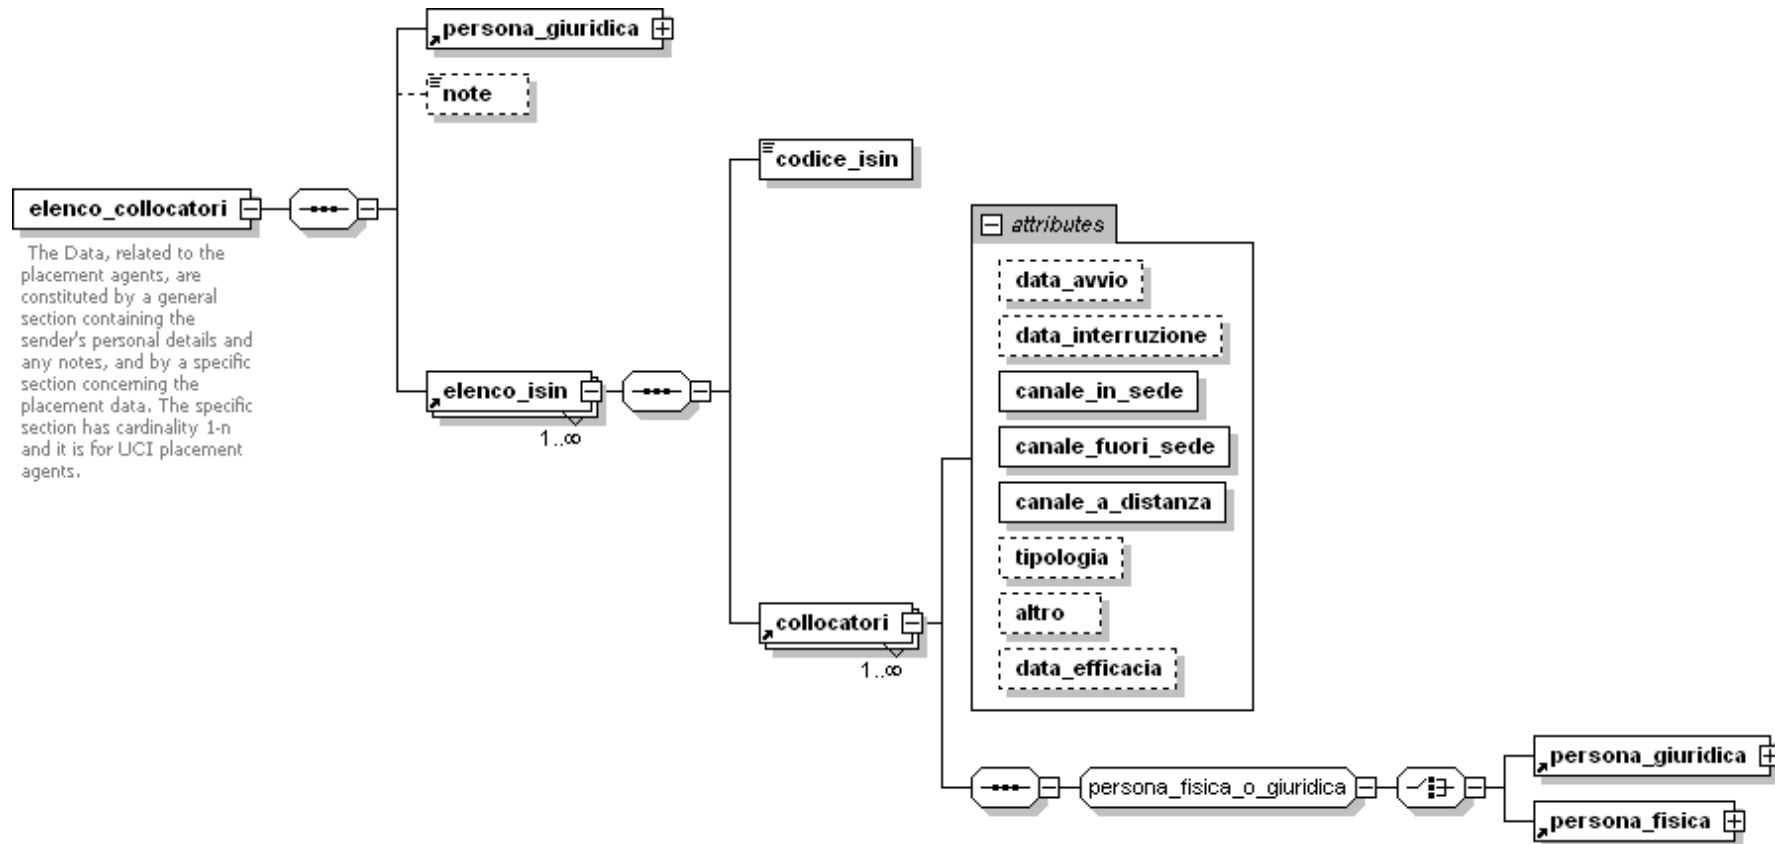 persona_giuridica
note
codice_isin
elenco_collocatori
attributes
The Data, related to the
placement agents, are
constituted by a general
section containing the
sender's personal details and
any notes, and by a specific
section concerning the
placement data. The specific
section has cardinality 1-n
and it is for UCI placement
agents.
data_avvio
data_interruzione
elenco_isin
1..∞
canale_in_sede
canale_fuori_sede
canale_a_distanza
tipologia
altro
data_efficacia
collocatori
1..∞
persona_fisica_o_giuridica
persona_giuridica
persona_fisica